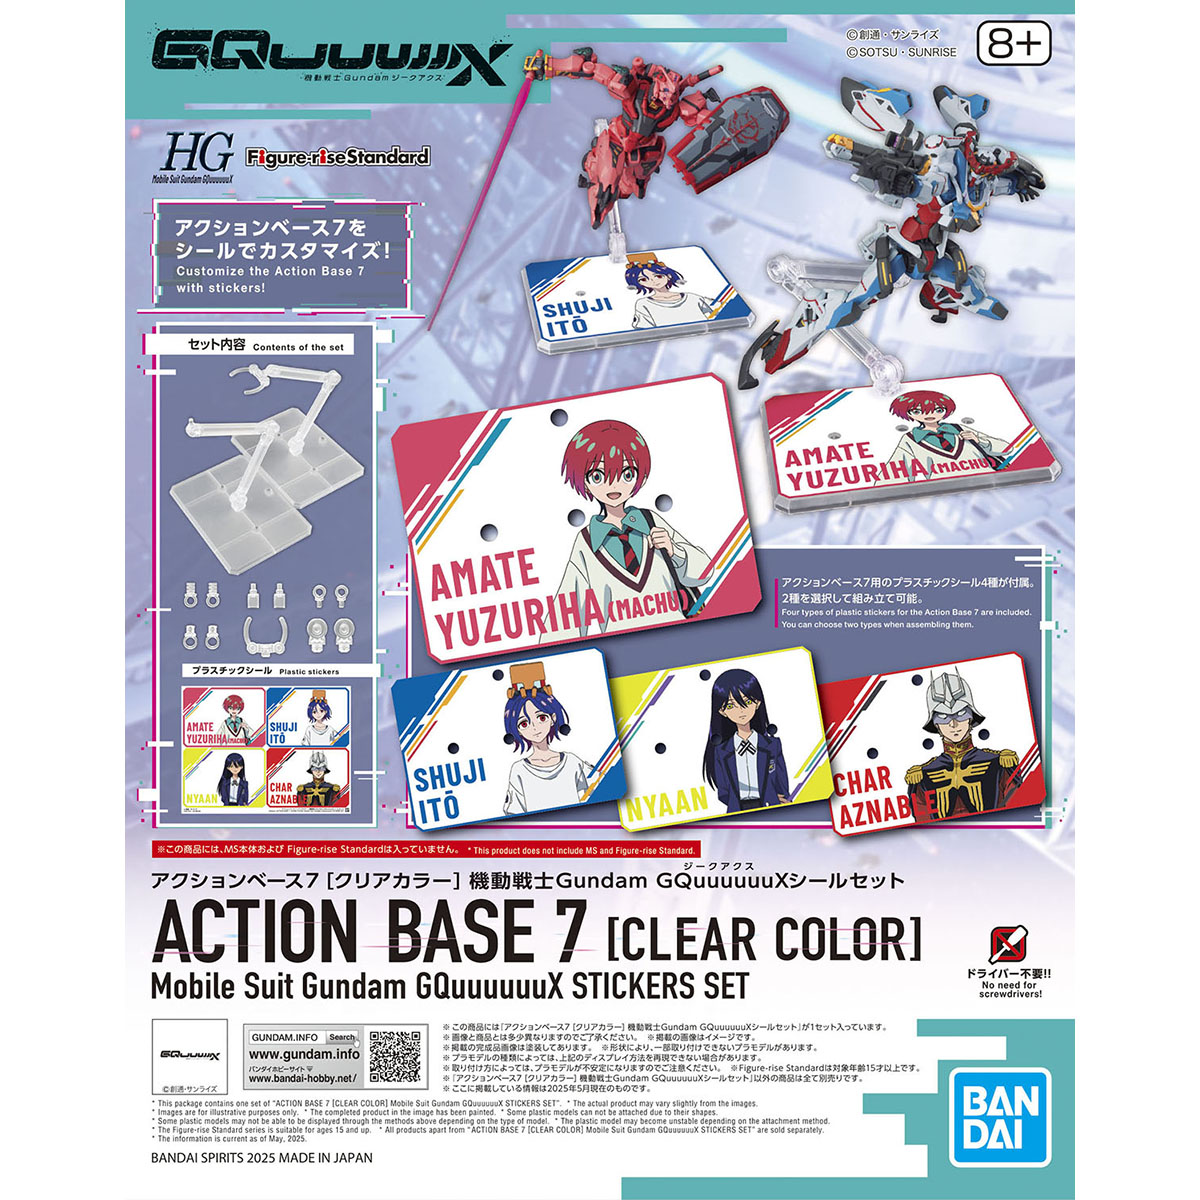 GQuuuuuuX
機動戦士Gundam ジークアクス
©創通・サンライズ
©SOTSU・SUNRISE
8+
HG
Mobile Suit Gundam GQuuuuuuX
Figure-riseStandard
アクションベース7を
シールでカスタマイズ!
Customize the Action Base 7
with stickers!
SHUJI
ITŌ
AMATE
YUZURIHA(MACHU)
セット内容 Contents of the set
AMATE
YUZURIHA(MACHU)
アクションベース7用のプラスチックシール4種が付属。
2種を選択して組み立て可能。
Four types of plastic stickers for the Action Base 7 are included.
You can choose two types when assembling them.
プラスチックシール Plastic stickers
AMATE
YUZURIHA(MACHU)
SHUJI
ITŌ
NYAAN
CHAR
AZNABLE
SHUJI
ITŌ
NYAAN
CHAR
AZNABLE
※この商品には、MS本体および Figure-rise Standardは入っていません。 * This product does not include MS and Figure-rise Standard.
ジークアクス
アクションベース7 [クリアカラー] 機動戦士Gundam GQuuuuuuXシールセット
ACTION BASE 7 [CLEAR COLOR]
Mobile Suit Gundam GQuuuuuuX STICKERS SET
ドライバー不要!!
No need for
screwdrivers!
GQuuuuuuX
©創通・サンライズ
GUNDAM.INFO Search
www.gundam.info
バンダイホビーサイト
www.bandai-hobby.net/
※ この商品には『アクションベース7 [クリアカラー] 機動戦士Gundam GQuuuuuuXシールセット』が1セット入っています。
※ 画像と商品とは多少異なりますのでご了承ください。 ※ 掲載の画像はイメージです。
※ 掲載の完成品画像は塗装してあります。 ※ 形状により、一部取り付けできないプラモデルがあります。
※ プラモデルの種類によっては、上記のディスプレイ方法を再現できない場合があります。
※ 取り付け方によっては、プラモデルが不安定になりますのでご注意ください。 ※Figure-rise Standardは対象年齢15才以上です。
※『アクションベース7 [クリアカラー] 機動戦士Gundam GQuuuuuuXシールセット』以外の商品は全て別売りです。
※ ここに掲載している情報は2025年5月現在のものです。
* This package contains one set of "ACTION BASE 7 [CLEAR COLOR] Mobile Suit Gundam GQuuuuuuX STICKERS SET". * The actual product may vary slightly from the images.
* Images are for illustrative purposes only. * The completed product in the image has been painted. * Some plastic models can not be attached due to their shapes.
* Some plastic models may not be able to be displayed through the methods above depending on the type of model. * The plastic model may become unstable depending on the attachment method.
* The Figure-rise Standard series is suitable for ages 15 and up. * All products apart from "ACTION BASE 7 [CLEAR COLOR] Mobile Suit Gundam GQuuuuuuX STICKERS SET" are sold separately.
* The information is current as of May, 2025.
BANDAI SPIRITS 2025 MADE IN JAPAN
BAN
DAI